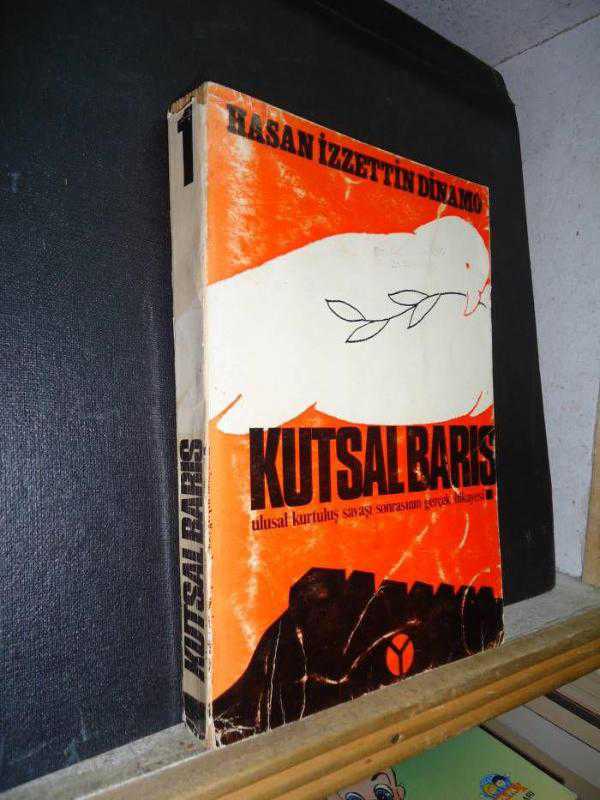 HASAN İZZETTİN DİNAMO
KUTSAL BARIŞ
ulusal kurtuluş savaşı sonrasının gerçek hikayesi
1
KUTSAL BARIŞ